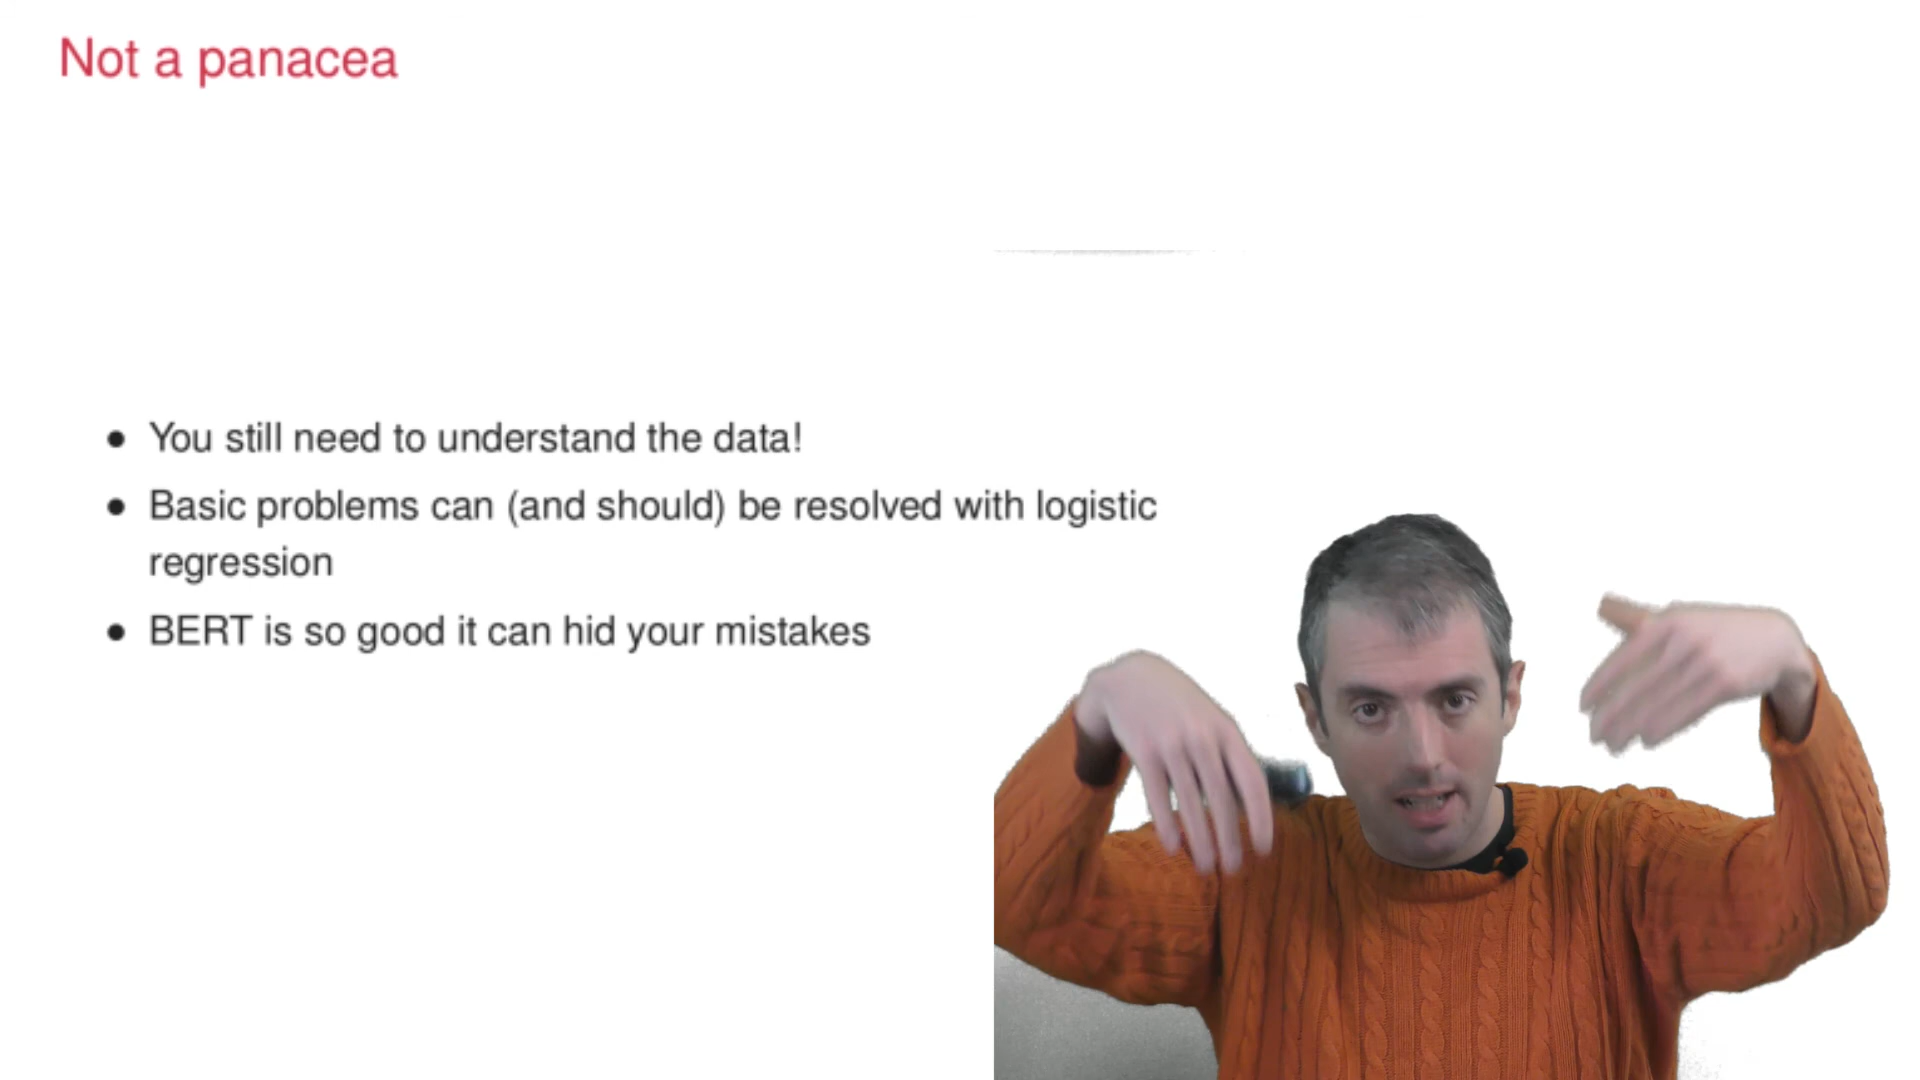 Not a panacea
• You still need to understand the data!
• Basic problems can (and should) be resolved with logistic
regression
• BERT is so good it can hid your mistakes